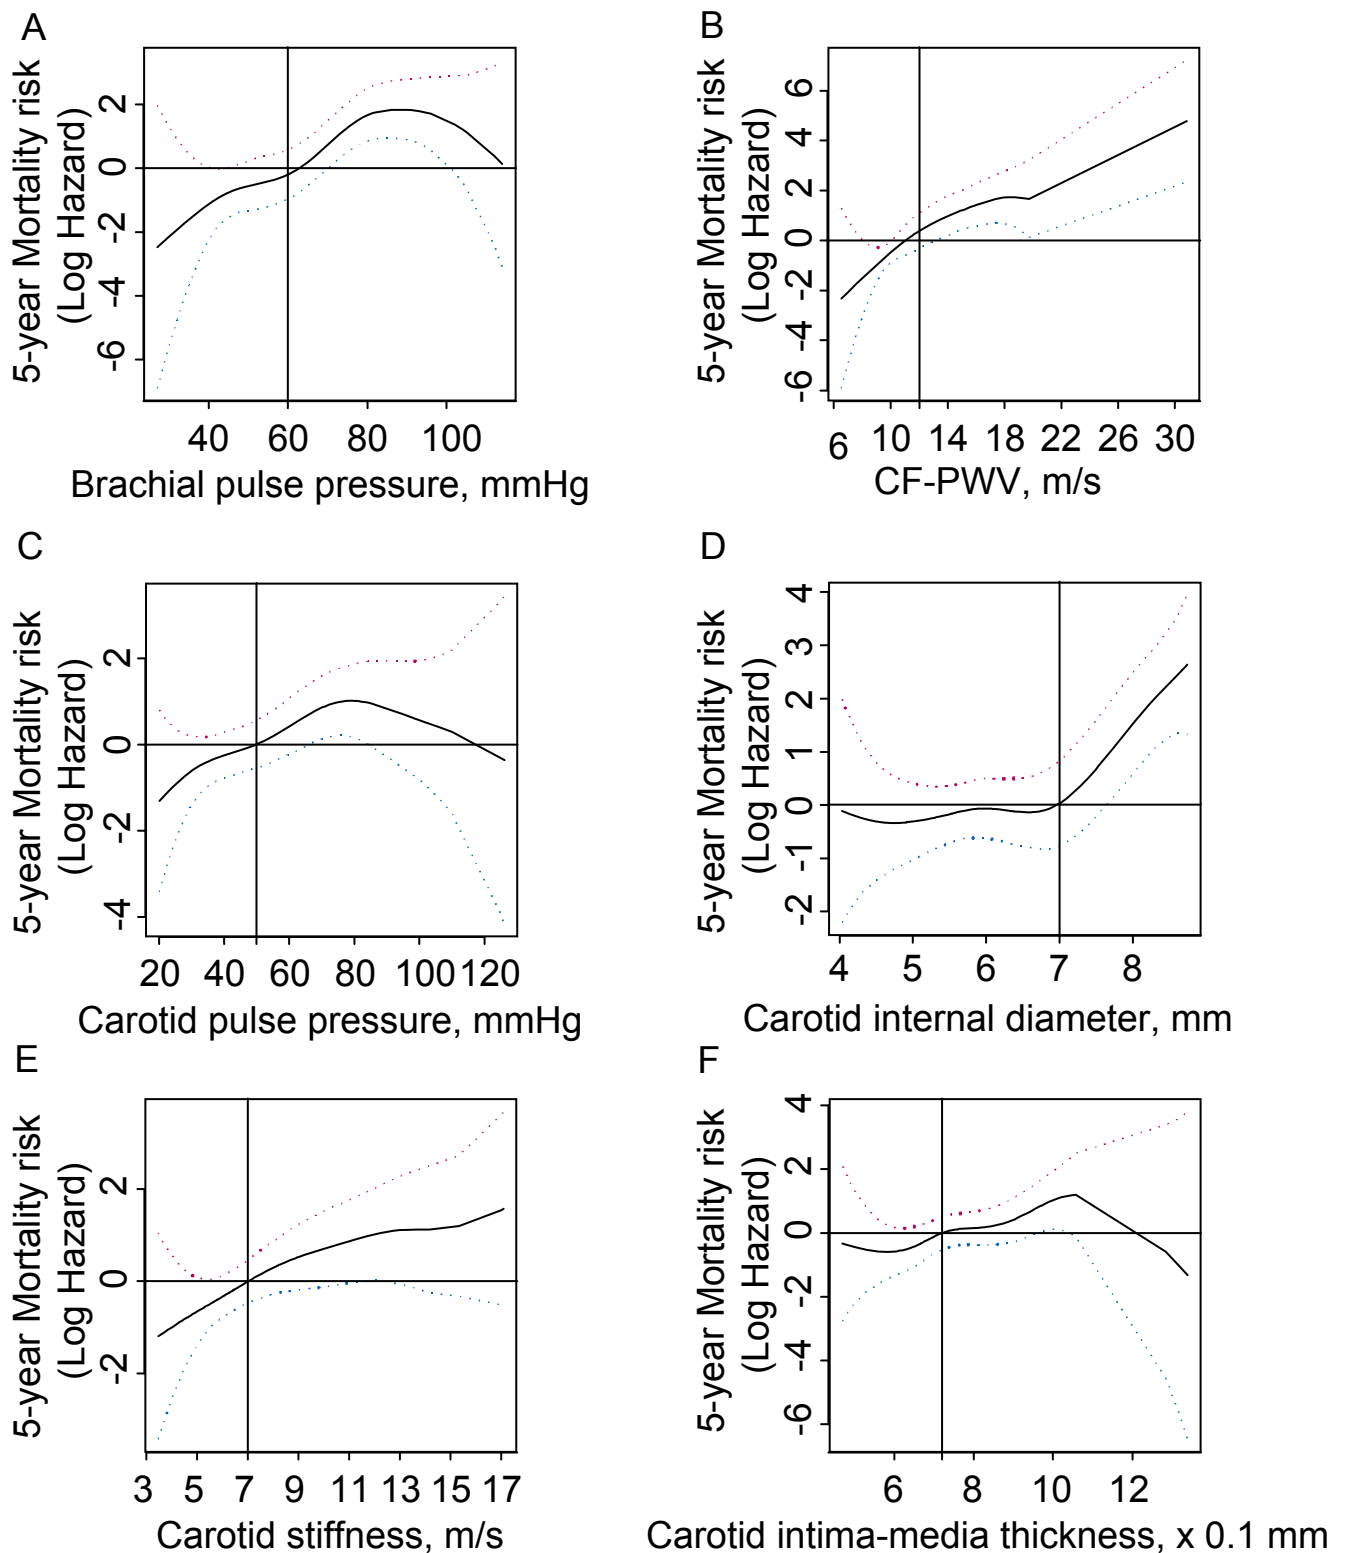 A
5-year Mortality risk
(Log Hazard)
2
0
-2
-4
-6
40 60 80 100
Brachial pulse pressure, mmHg
B
5-year Mortality risk
(Log Hazard)
6
4
2
0
-2
-4
-6
6 10 14 18 22 26 30
CF-PWV, m/s
C
5-year Mortality risk
(Log Hazard)
2
0
-2
-4
20 40 60 80 100 120
Carotid pulse pressure, mmHg
D
5-year Mortality risk
(Log Hazard)
4
3
2
1
0
-1
-2
4 5 6 7 8
Carotid internal diameter, mm
E
5-year Mortality risk
(Log Hazard)
2
0
-2
3 5 7 9 11 13 15 17
Carotid stiffness, m/s
F
5-year Mortality risk
(Log Hazard)
4
2
0
-2
-4
-6
6 8 10 12
Carotid intima-media thickness, x 0.1 mm